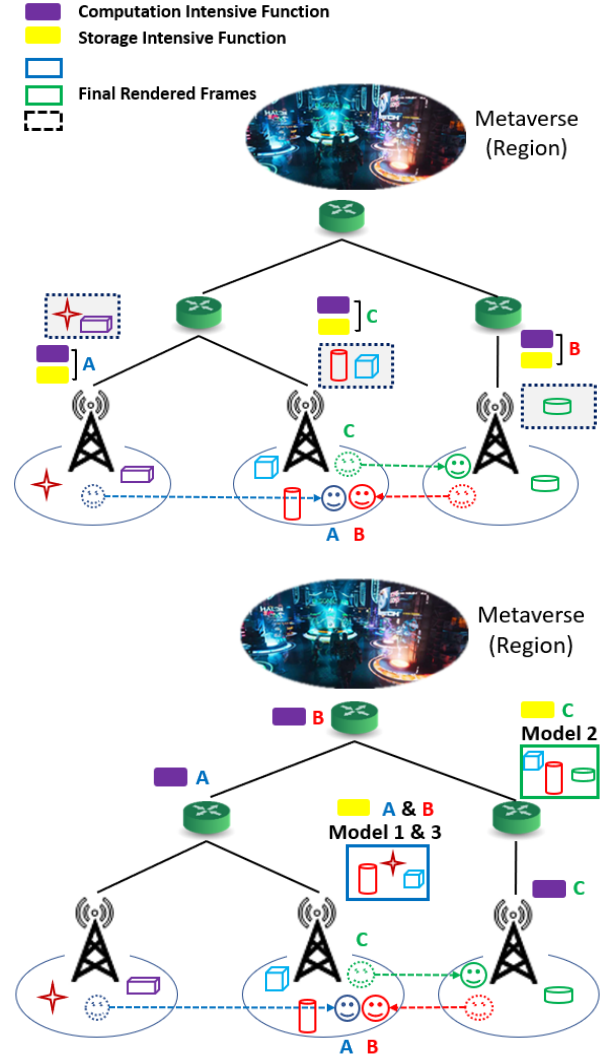 Computation Intensive Function
Storage Intensive Function
Final Rendered Frames
Metaverse
(Region)
C
A
B
C
A B
Metaverse
(Region)
B
C
Model 2
A
A & B
Model 1 & 3
C
C
A B